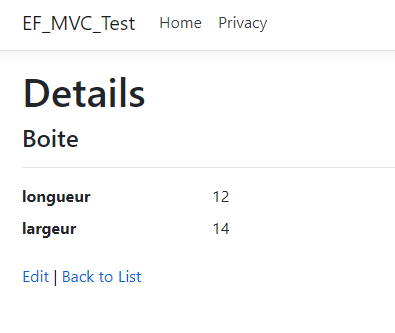 EF_MVC_Test Home Privacy
Details
Boite
longueur 12
largeur 14
Edit | Back to List